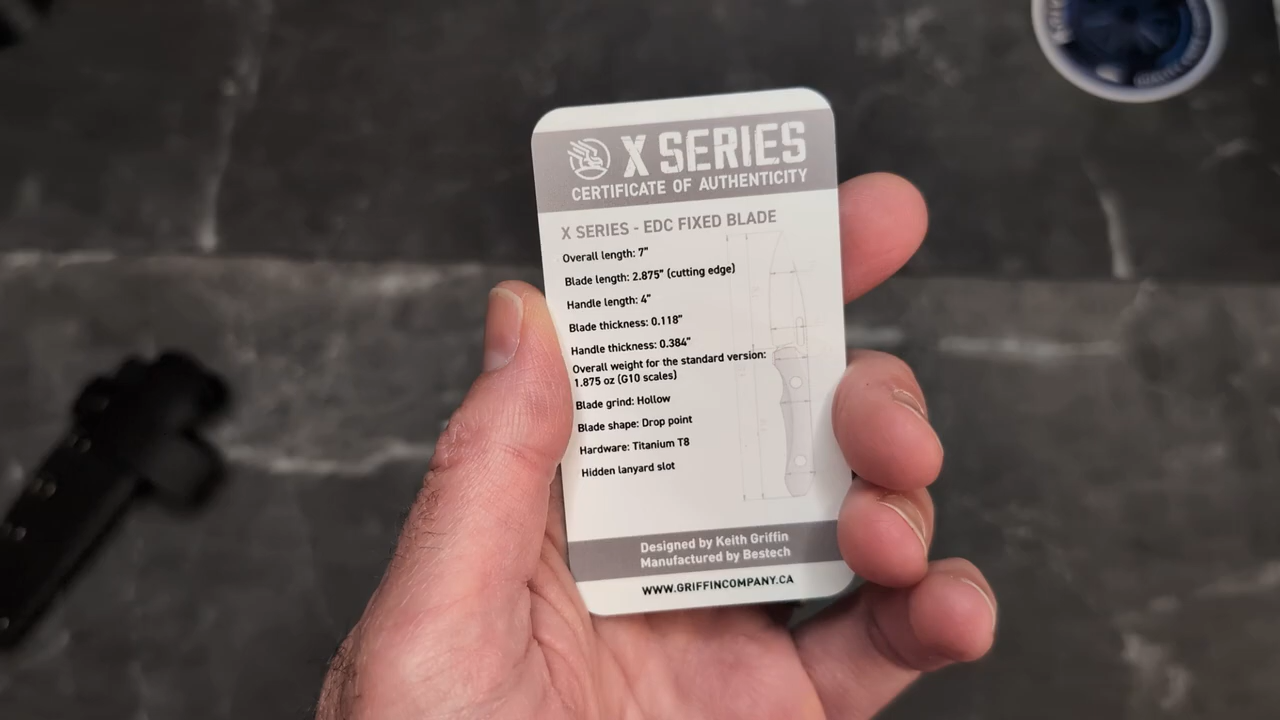 X SERIES
CERTIFICATE OF AUTHENTICITY
X SERIES - EDC FIXED BLADE
Overall length: 7"
Blade length: 2.875" (cutting edge)
Handle length: 4"
Blade thickness: 0.118"
Handle thickness: 0.384"
Overall weight for the standard version:
1.875 oz (G10 scales)
Blade grind: Hollow
Blade shape: Drop point
Hardware: Titanium T8
Hidden lanyard slot
Designed by Keith Griffin
Manufactured by Bestech
WWW.GRIFFINCOMPANY.CA